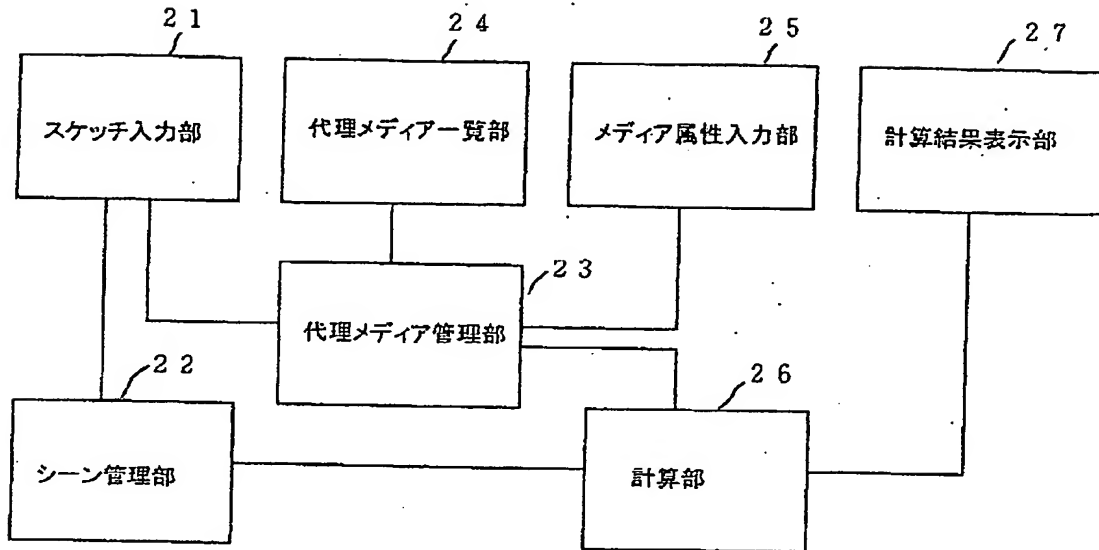 21
スケッチ入力部
24
代理メディア一覧部
25
メディア属性入力部
27
計算結果表示部
23
代理メディア管理部
22
シーン管理部
26
計算部